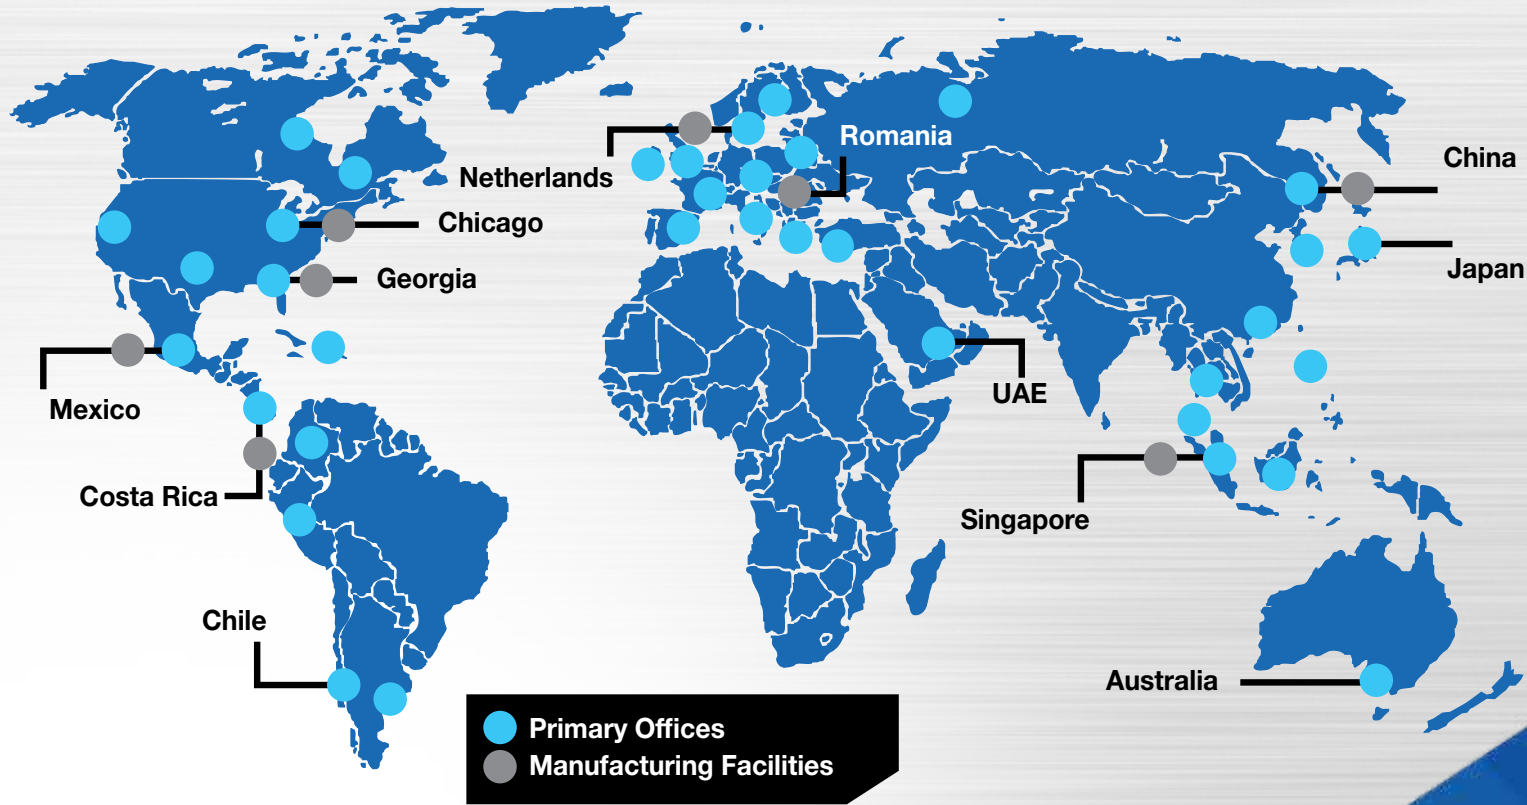 Romania
China
Netherlands
Chicago
Japan
Georgia
UAE
Mexico
Costa Rica
Singapore
Chile
Australia
Primary Offices
Manufacturing Facilities